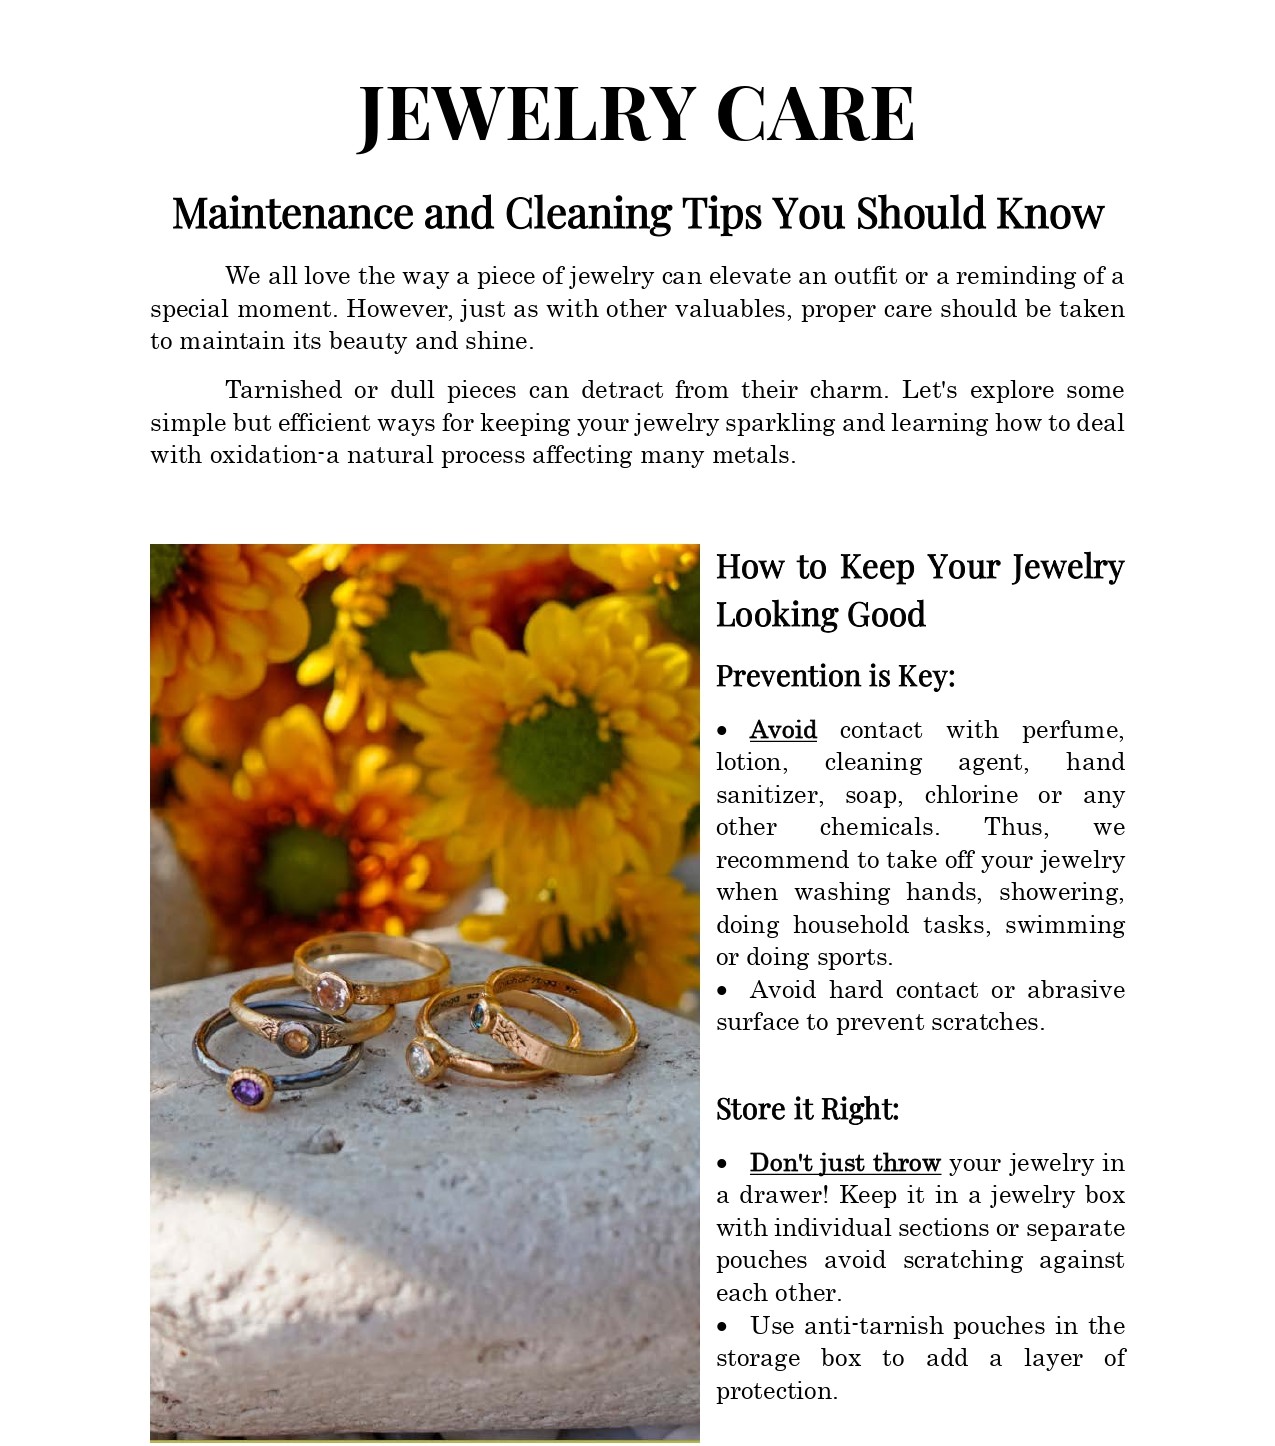 JEWELRY CARE
Maintenance and Cleaning Tips You Should Know
We all love the way a piece of jewelry can elevate an outfit or a reminding of a
special moment. However, just as with other valuables, proper care should be taken
to maintain its beauty and shine.
Tarnished or dull pieces can detract from their charm. Let's explore some
simple but efficient ways for keeping your jewelry sparkling and learning how to deal
with oxidation-a natural process affecting many metals.
How to Keep Your Jewelry
Looking Good
Prevention is Key:
• Avoid contact with perfume,
lotion, cleaning agent, hand
sanitizer, soap, chlorine or any
other chemicals. Thus, we
recommend to take off your jewelry
when washing hands, showering,
doing household tasks, swimming
or doing sports.
• Avoid hard contact or abrasive
surface to prevent scratches.
Store it Right:
• Don't just throw your jewelry in
a drawer! Keep it in a jewelry box
with individual sections or separate
pouches avoid scratching against
each other.
• Use anti-tarnish pouches in the
storage box to add a layer of
protection.